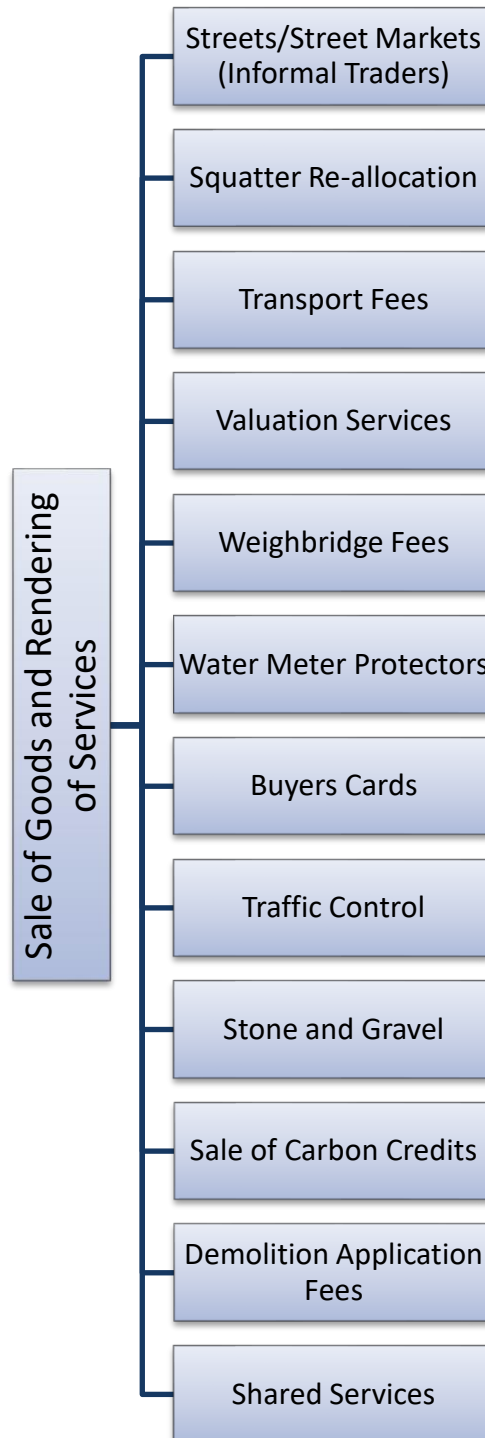 Sale of Goods and Rendering
of Services
Streets/Street Markets
(Informal Traders)
Squatter Re-allocation
Transport Fees
Valuation Services
Weighbridge Fees
Water Meter Protectors
Buyers Cards
Traffic Control
Stone and Gravel
Sale of Carbon Credits
Demolition Application
Fees
Shared Services